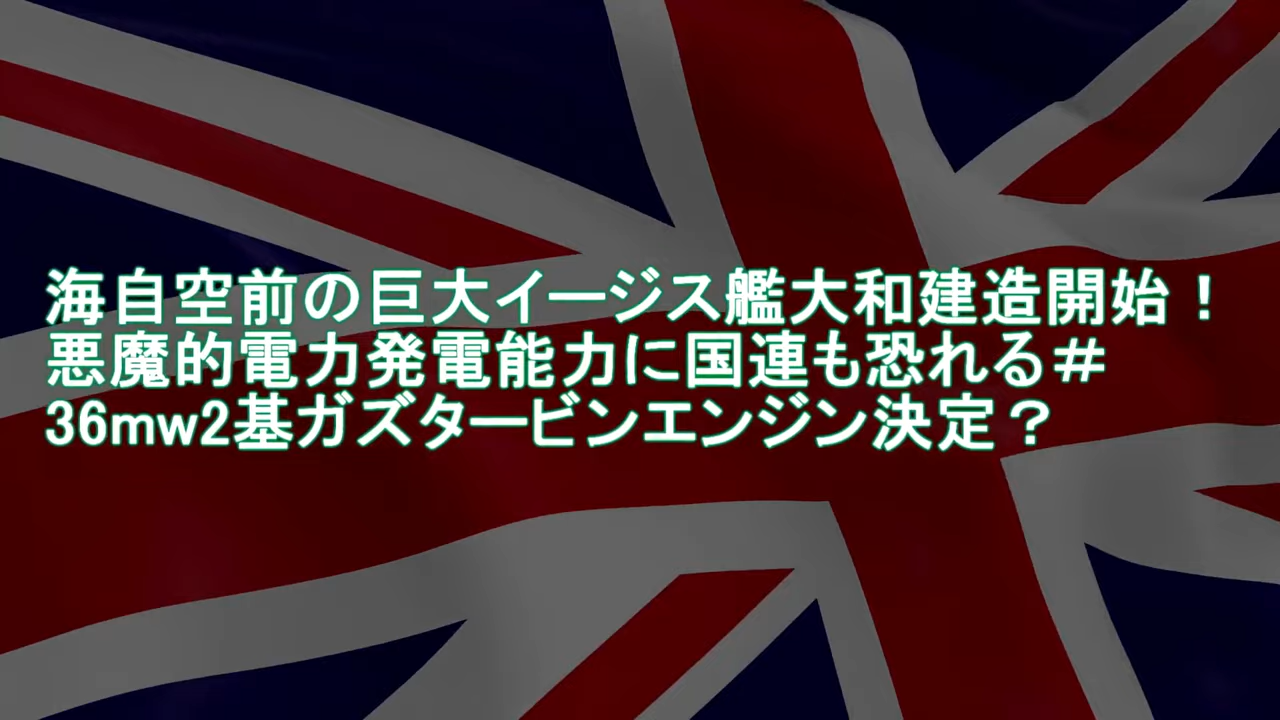 海自空前の巨大イージス艦大和建造開始！
悪魔的電力発電能力に国連も恐れる＃
36mw2基ガズタービンエンジン決定？